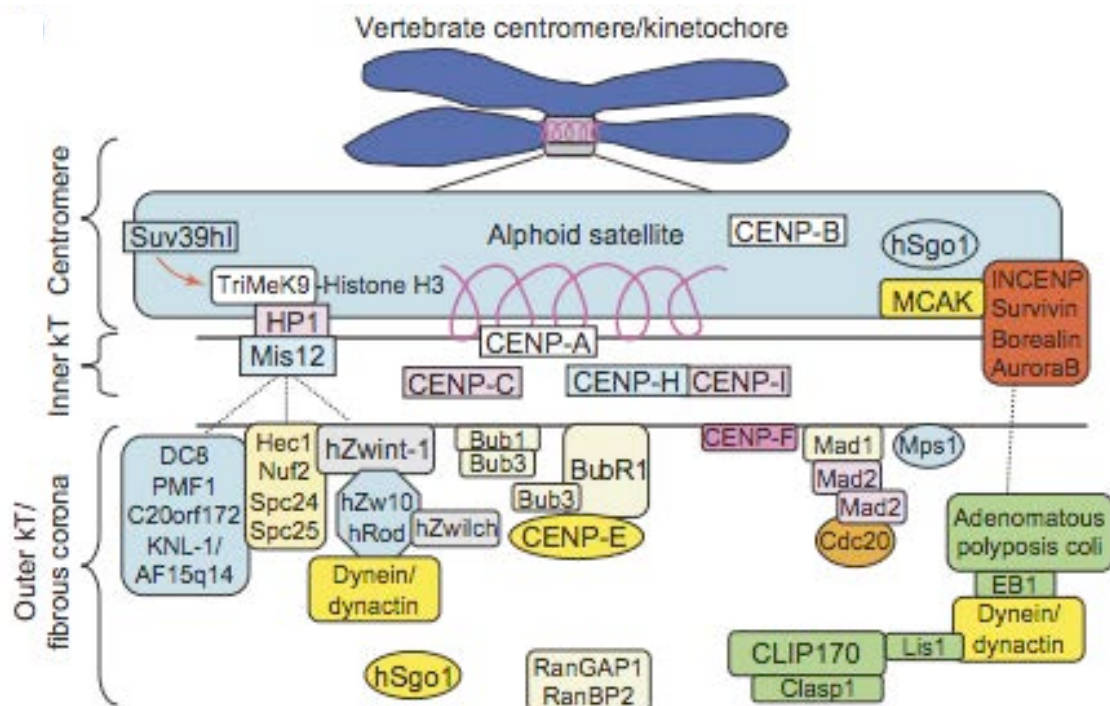 Vertebrate centromere/kinetochore
Centromere
Suv39hI
Alphoid satellite
CENP-B
hSgo1
TriMeK9-Histone H3
MCAK
INCENP
Survivin
Borealin
AuroraB
HP1
Inner kT
Mis12
CENP-A
CENP-C
CENP-H
CENP-I
Outer kT/
fibrous corona
DC8
PMF1
C20orf172
KNL-1/
AF15q14
Hec1
Nuf2
Spc24
Spc25
hZwint-1
hZw10
hRod
hZwilch
Dynein/
dynactin
Bub1
Bub3
BubR1
Bub3
CENP-E
CENP-F
Mad1
Mad2
Mad2
Cdc20
Mps1
Adenomatous
polyposis coli
EB1
Dynein/
dynactin
Lis1
CLIP170
Clasp1
hSgo1
RanGAP1
RanBP2